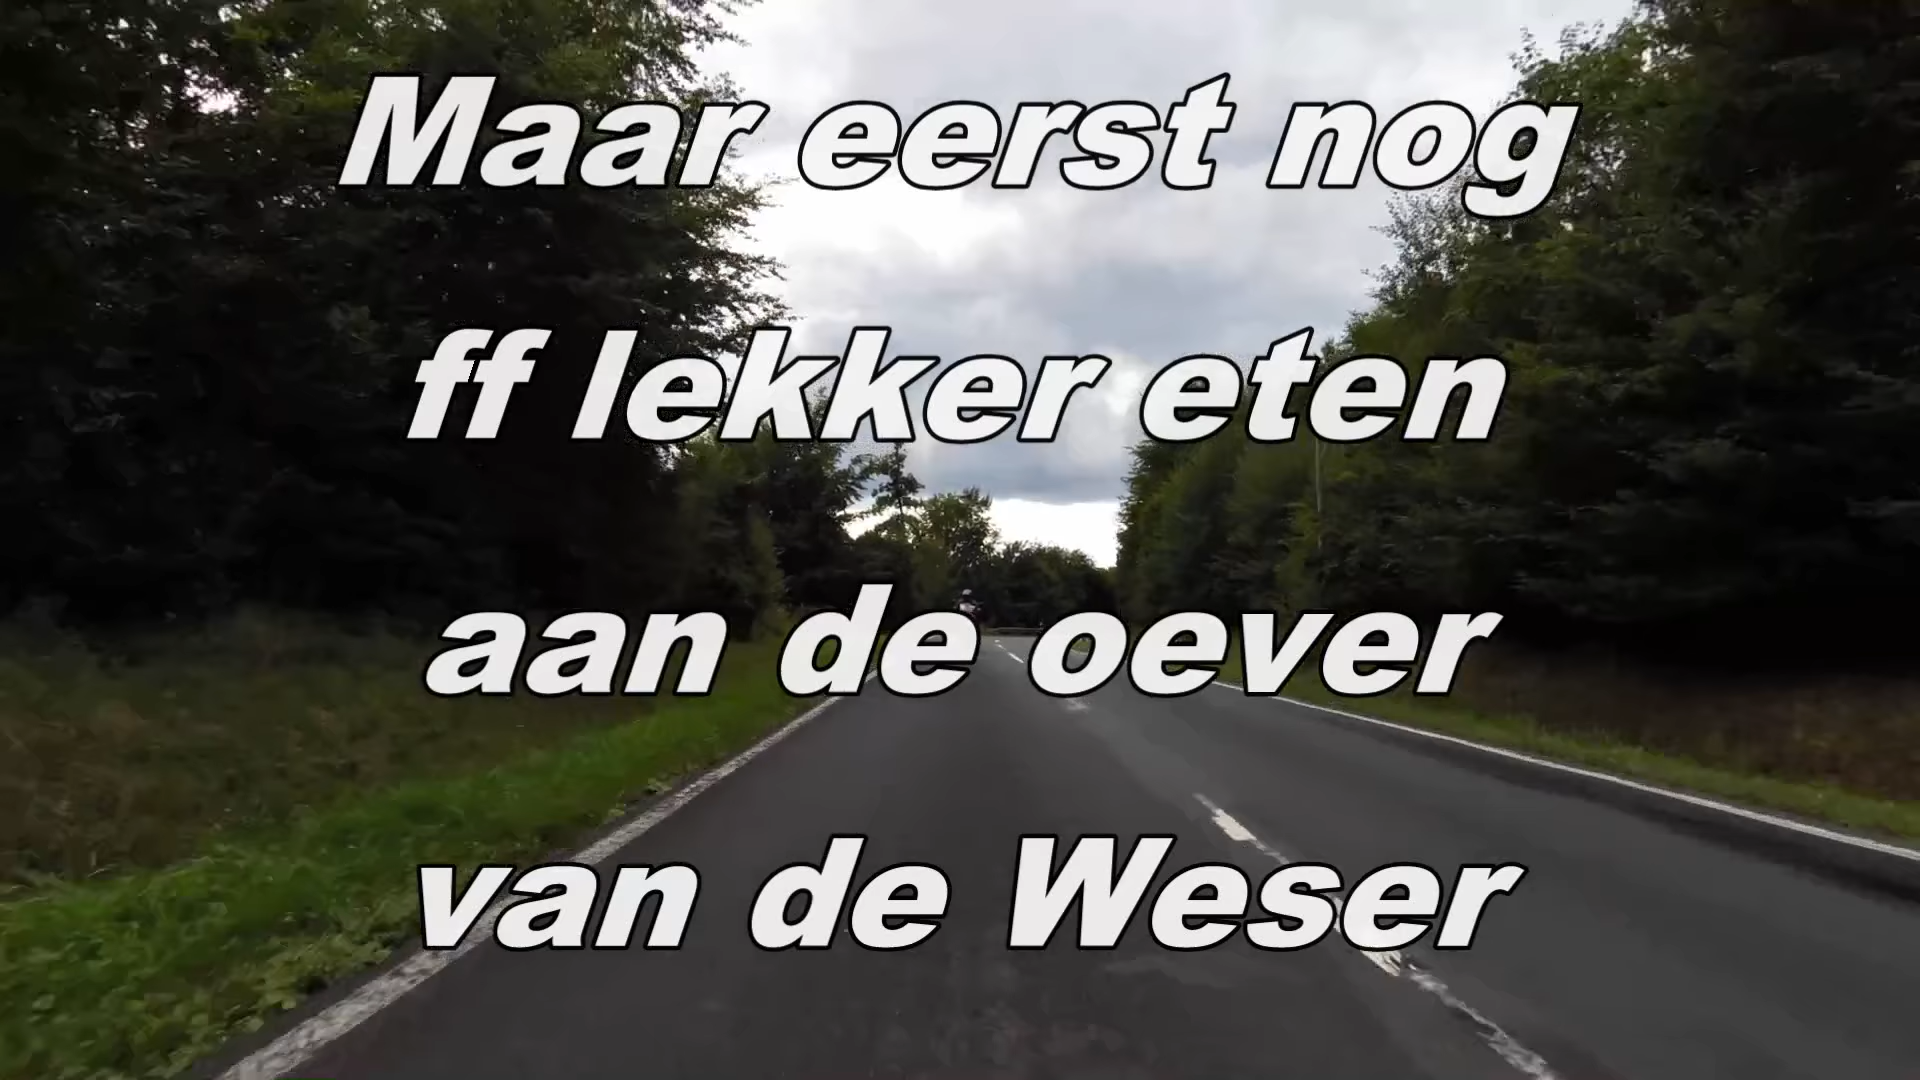 Maar eerst nog
ff lekker eten
aan de oever
van de Weser